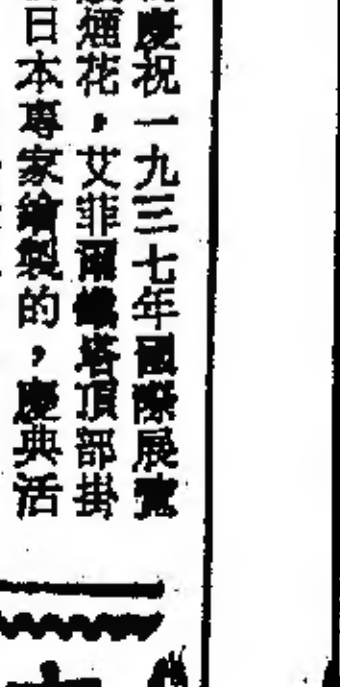 慶祝一九三七年國際展覽
煙花，艾菲爾鐵塔頂部掛
日本專家繪製的，慶典活